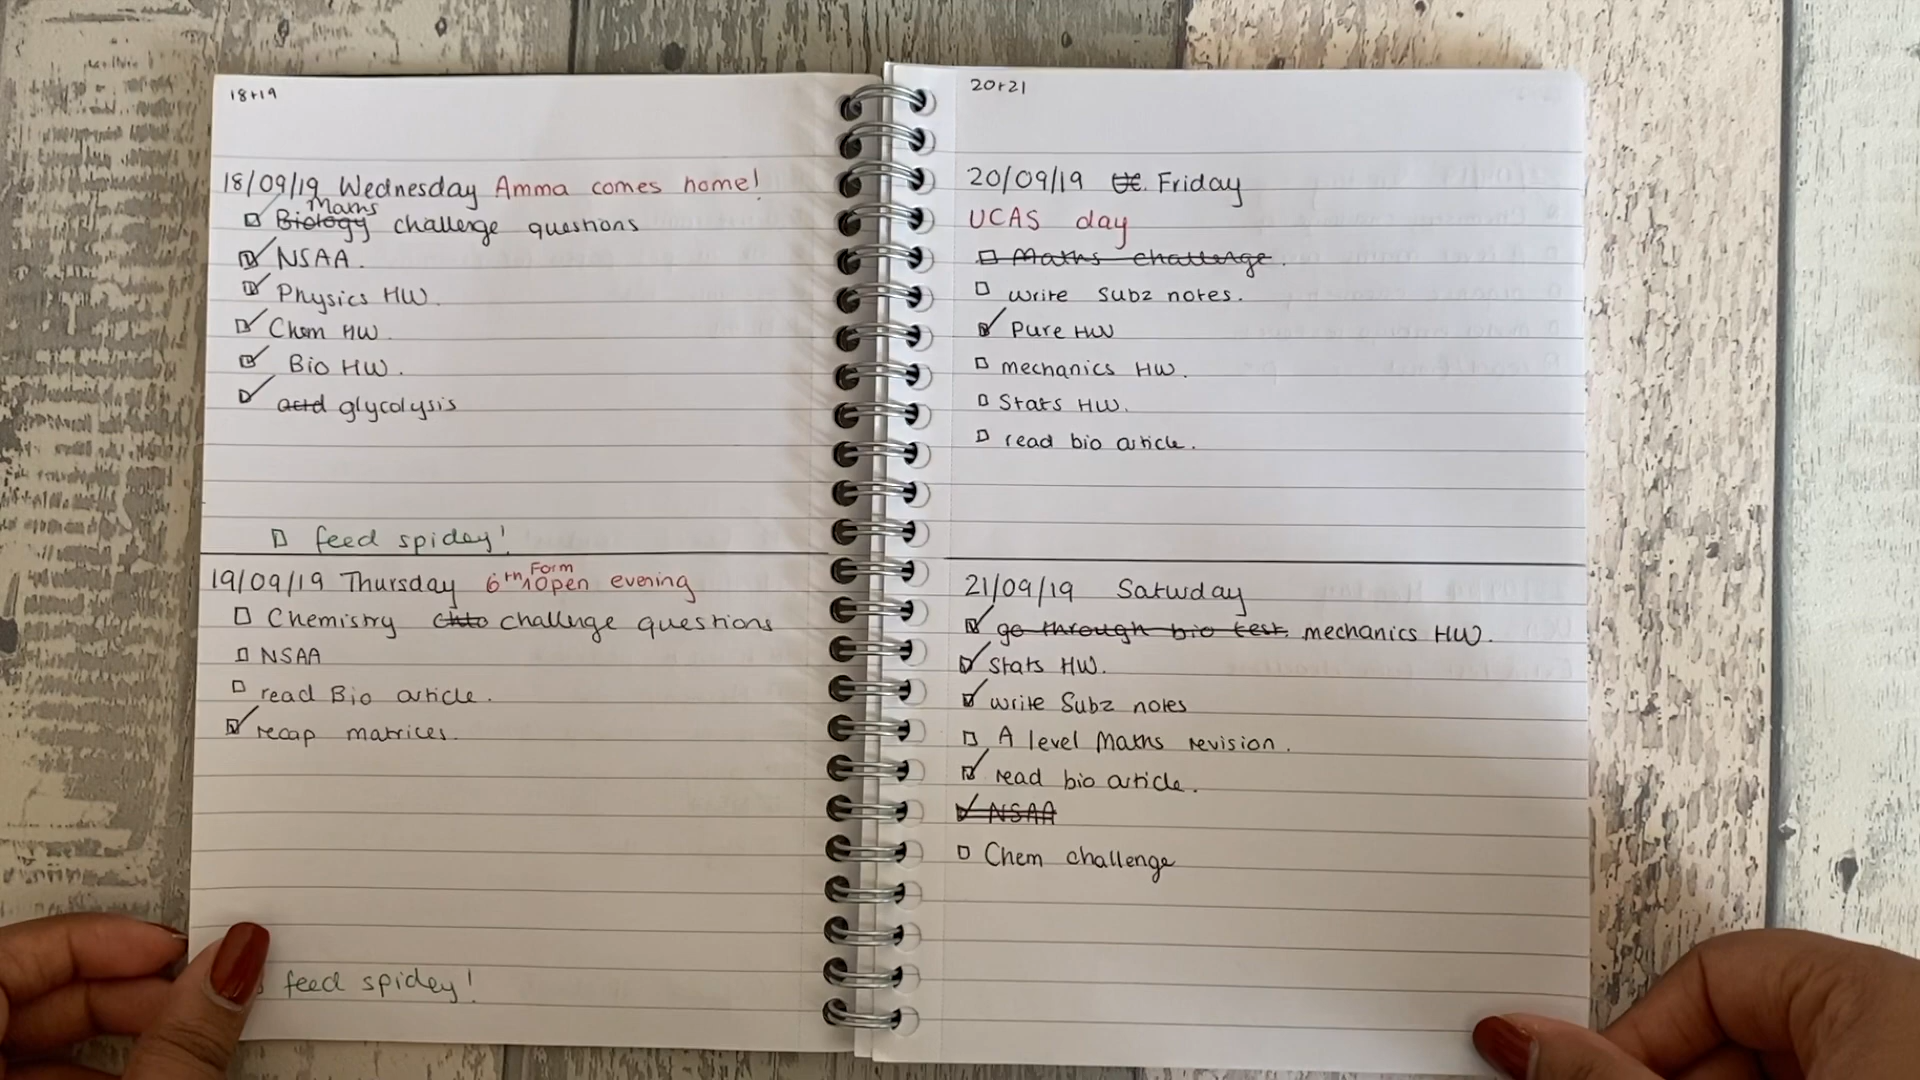 18+19
18/09/19 Wednesday Amma comes home!
Maths
Biology challenge questions
NSAA.
Physics HW.
Chem HW.
Bio HW.
acid glycolysis
feed spidey!
19/09/19 Thursday 6th Form Open evening
Chemistry challenge questions
NSAA
read Bio article.
recap matrices.
feed spidey!
20+21
20/09/19 Friday
UCAS day
Maths challenge.
write Subz notes.
Pure HW
mechanics HW.
Stats HW.
read bio article.
21/09/19 Saturday
go through bio test. mechanics HW.
Stats HW.
write Subz notes
A level Maths revision.
read bio article.
NSAA
Chem challenge